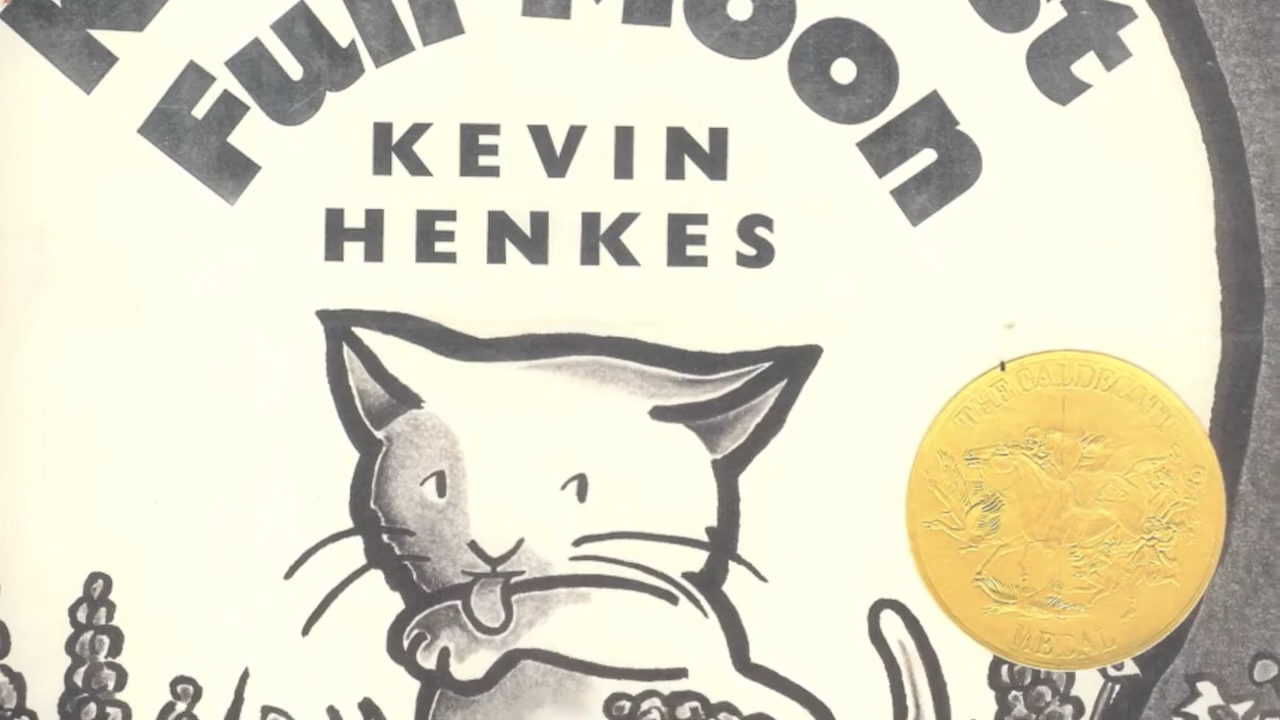 Full Moon
KEVIN
HENKES
THE CALDECOTT
MEDAL